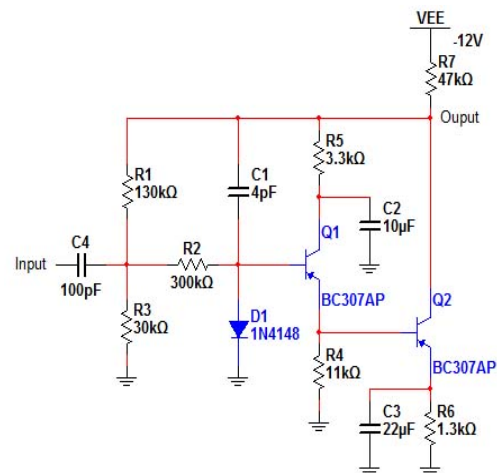 VEE
-12V
R7
47kΩ
Ouput
R5
3.3kΩ
R1
130kΩ
C1
4pF
C2
10µF
Q1
C4
R2
Input
100pF
300kΩ
BC307AP
Q2
R3
30kΩ
D1
1N4148
R4
11kΩ
BC307AP
C3
22µF
R6
1.3kΩ